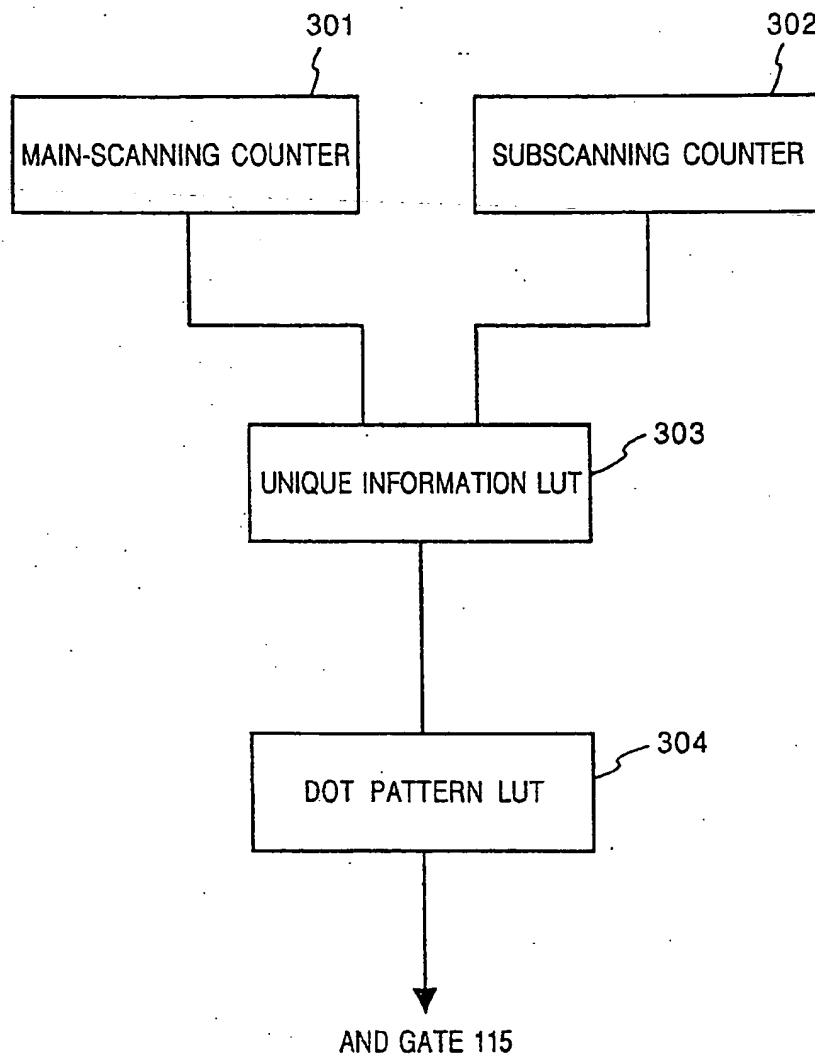 301
302
MAIN-SCANNING COUNTER
SUBSCANNING COUNTER
303
UNIQUE INFORMATION LUT
304
DOT PATTERN LUT
AND GATE 115